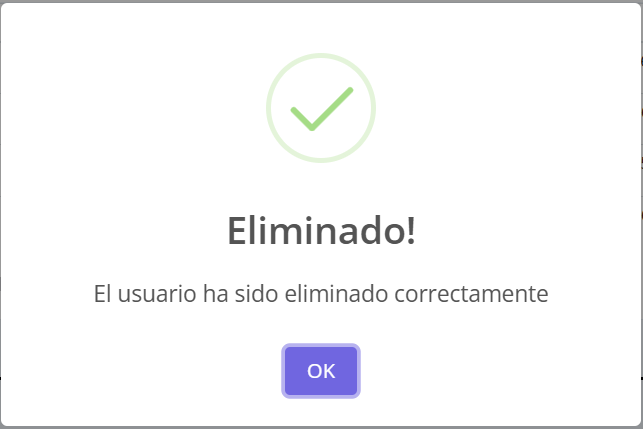 Eliminado!
El usuario ha sido eliminado correctamente
OK